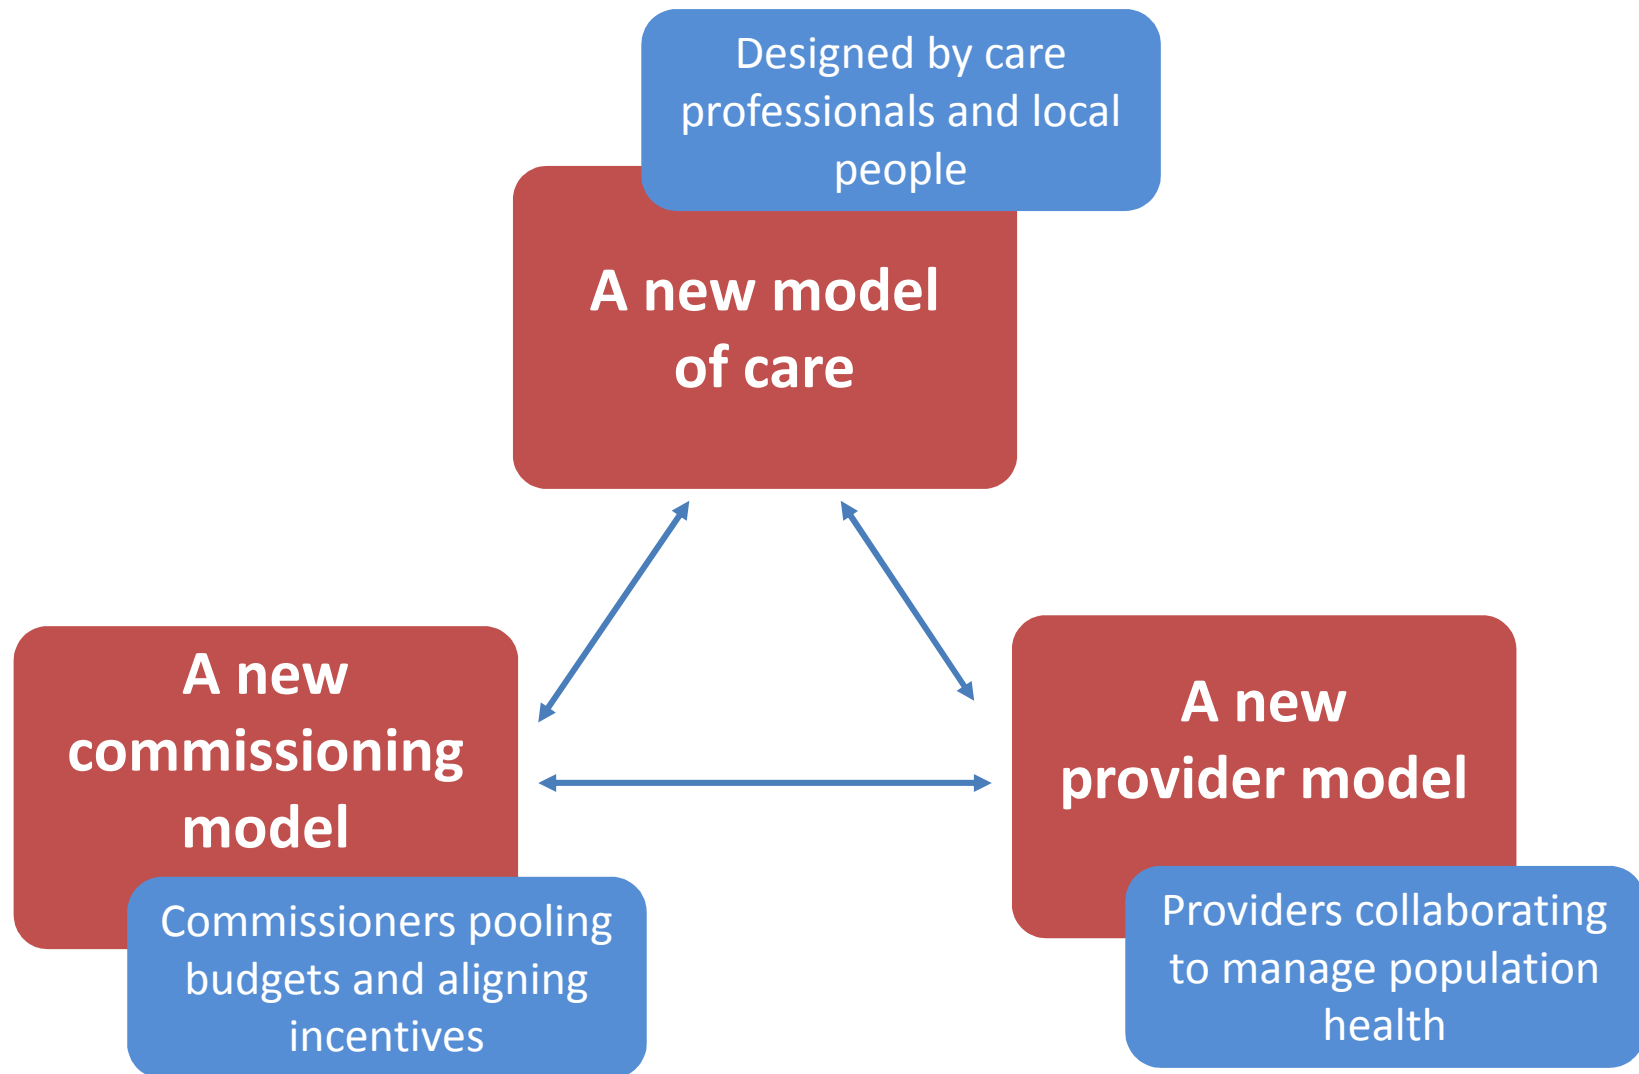 Designed by care
professionals and local
people
A new model
of care
A new
commissioning
model
Commissioners pooling
budgets and aligning
incentives
A new
provider model
Providers collaborating
to manage population
health